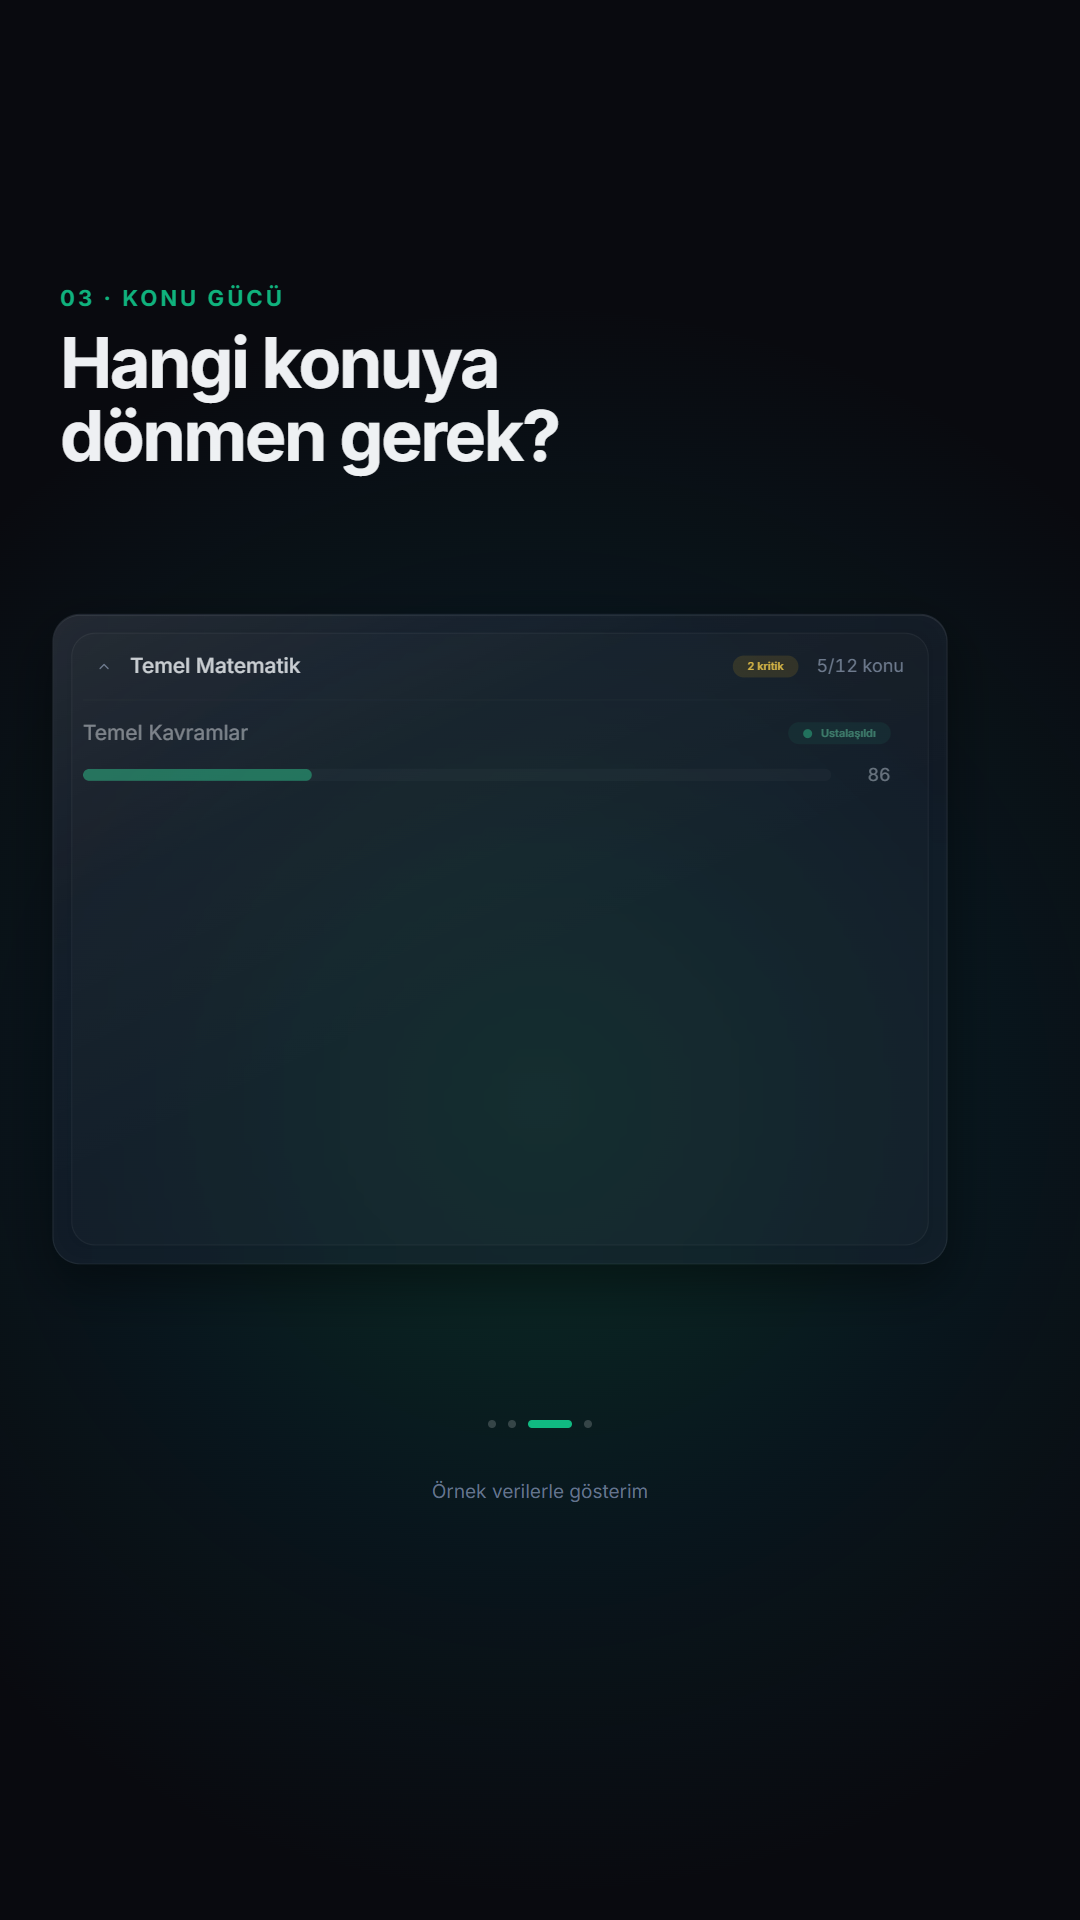 03 · KONU GÜCÜ
Hangi konuya
dönmen gerek?
Temel Matematik
2 kritik
5/12 konu
Temel Kavramlar
Ustalaşıldı
86
Örnek verilerle gösterim